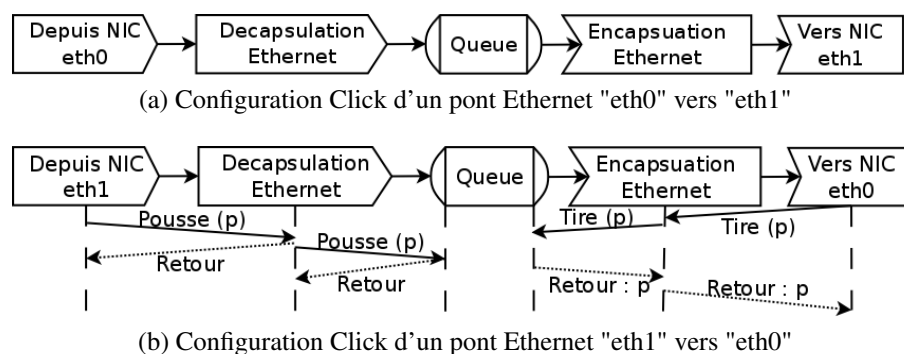 Depuis NIC
eth0
Decapsulation
Ethernet
Queue
Encapsuation
Ethernet
Vers NIC
eth1
(a) Configuration Click d'un pont Ethernet "eth0" vers "eth1"
Depuis NIC
eth1
Decapsulation
Ethernet
Queue
Encapsuation
Ethernet
Vers NIC
eth0
Pousse (p)
Retour
Pousse (p)
Retour
Tire (p)
Tire (p)
Retour : p
Retour : p
(b) Configuration Click d'un pont Ethernet "eth1" vers "eth0"